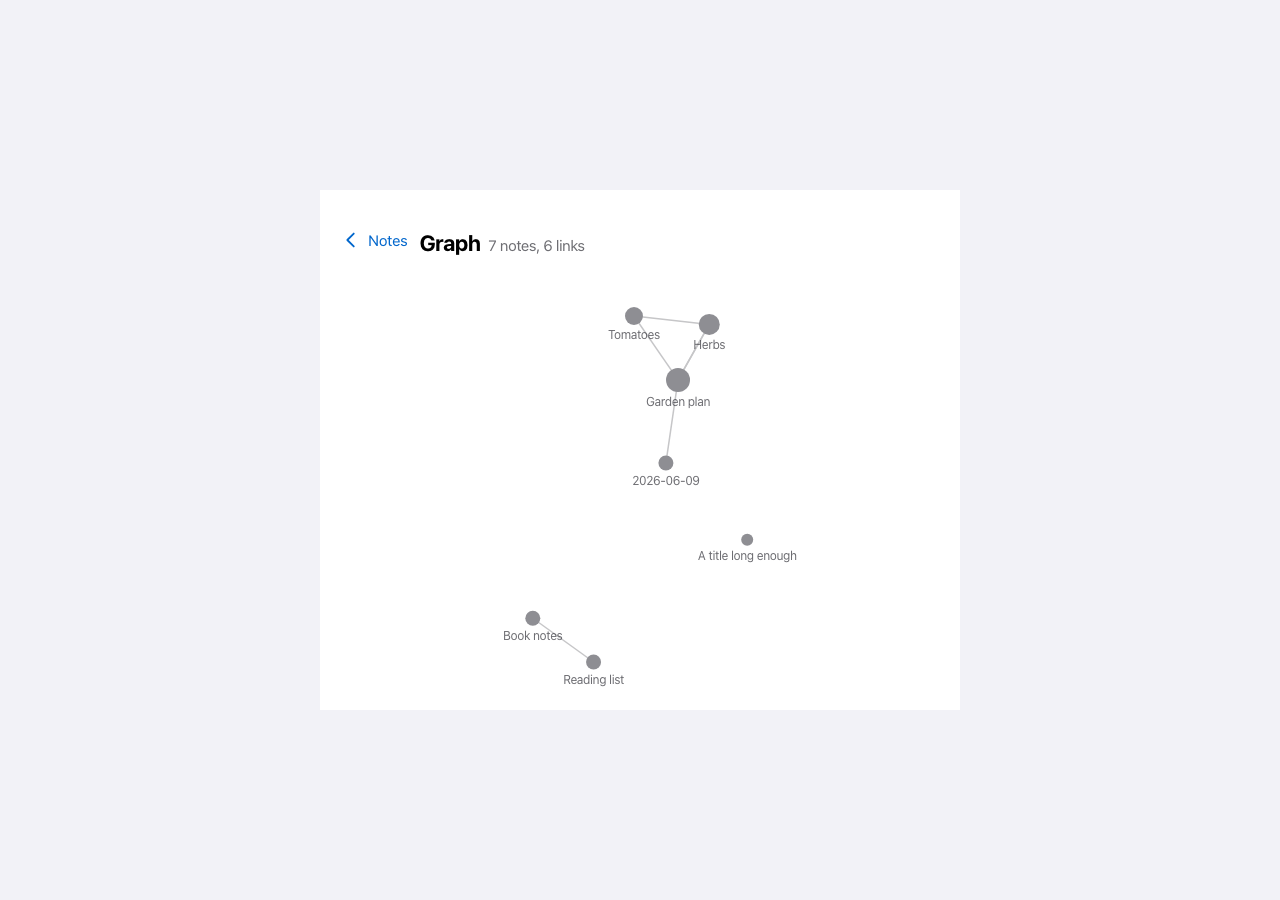 Notes Graph 7 notes, 6 links
Tomatoes
Herbs
Garden plan
2026-06-09
A title long enough
Book notes
Reading list